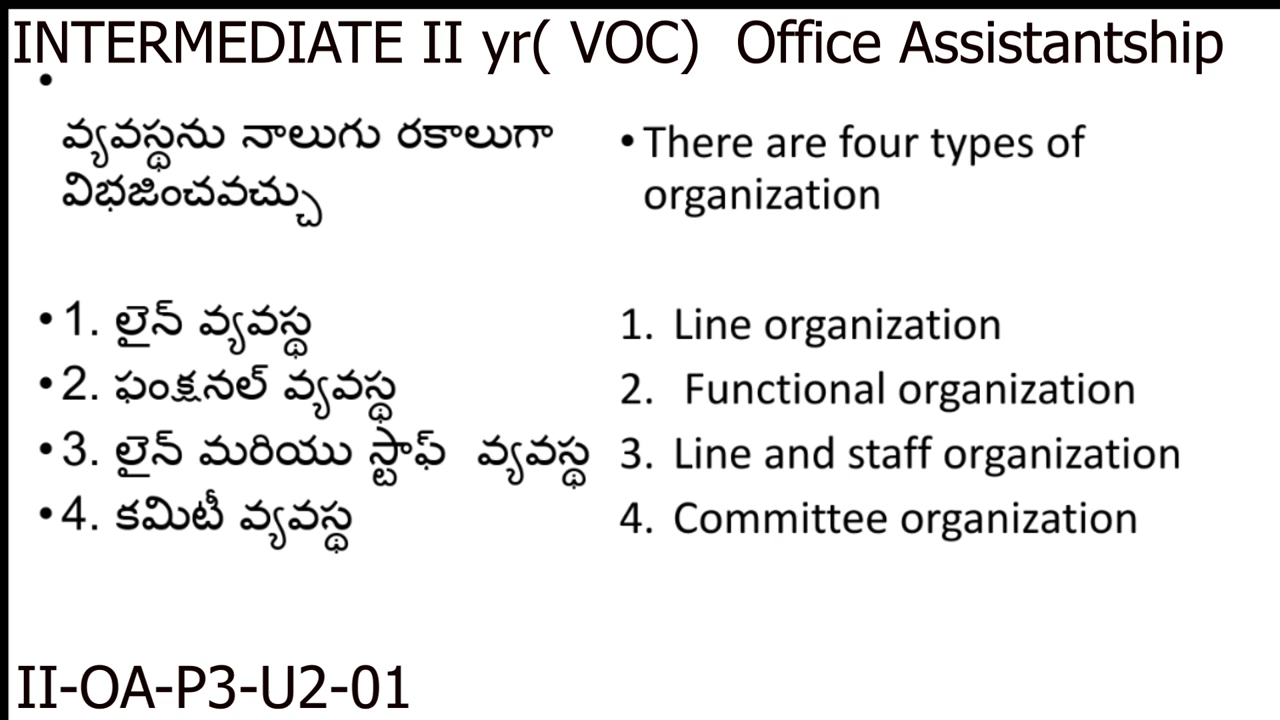 INTERMEDIATE II yr( VOC)  Office Assistantship
•
వ్యవస్థను నాలుగు రకాలుగా
విభజించవచ్చు
• 1. లైన్ వ్యవస్థ
• 2. ఫంక్షనల్ వ్యవస్థ
• 3. లైన్ మరియు స్టాఫ్  వ్యవస్థ
• 4. కమిటీ వ్యవస్థ
• There are four types of
organization
1. Line organization
2.  Functional organization
3. Line and staff organization
4. Committee organization
II-OA-P3-U2-01